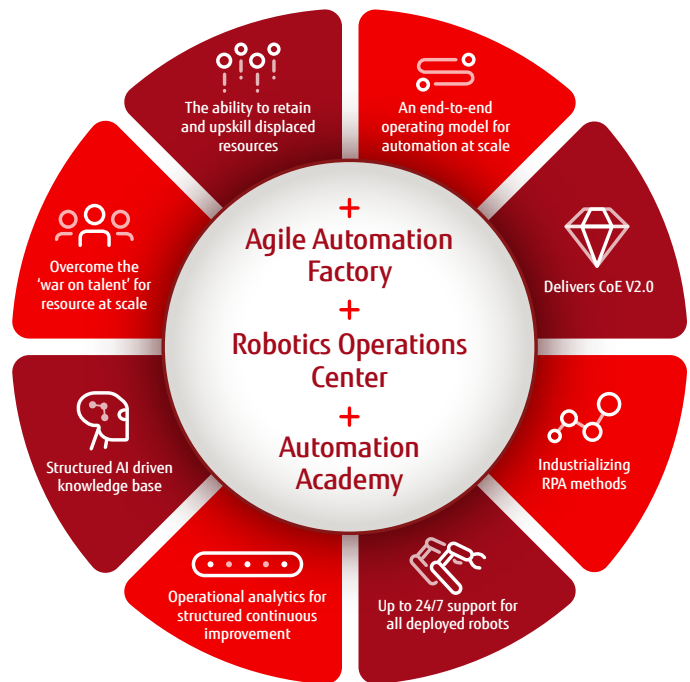 The ability to retain
and upskill displaced
resources
An end-to-end
operating model for
automation at scale
Delivers CoE V2.0
Industrializing
RPA methods
Up to 24/7 support for
all deployed robots
Operational analytics for
structured continuous
improvement
Structured AI driven
knowledge base
Overcome the
‘war on talent’ for
resource at scale
+
Agile Automation
Factory
+
Robotics Operations
Center
+
Automation
Academy